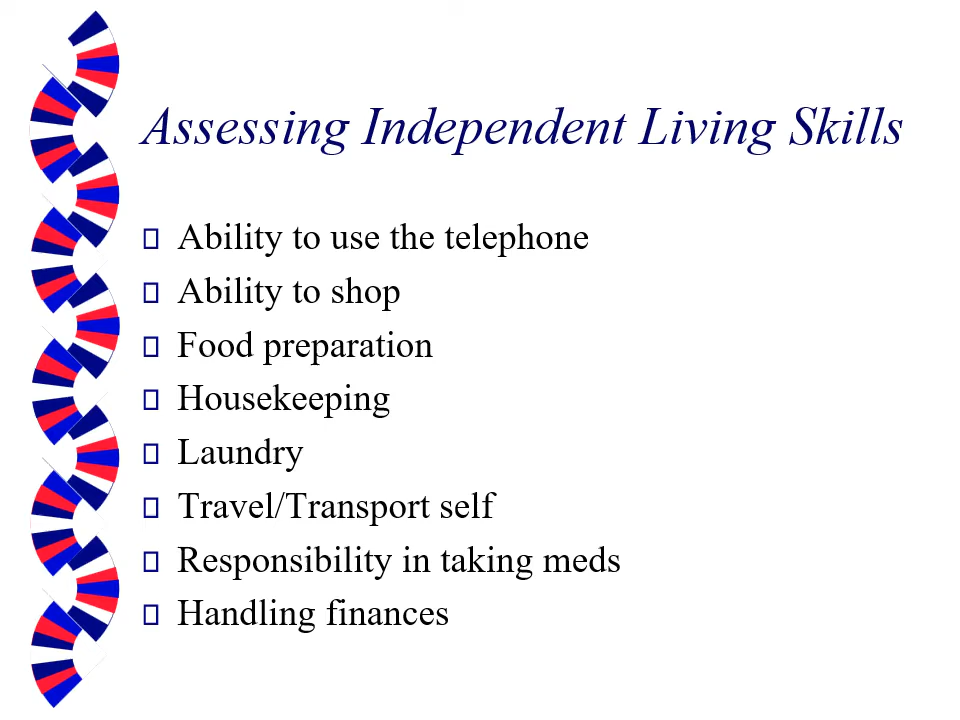 Assessing Independent Living Skills
Ability to use the telephone
Ability to shop
Food preparation
Housekeeping
Laundry
Travel/Transport self
Responsibility in taking meds
Handling finances